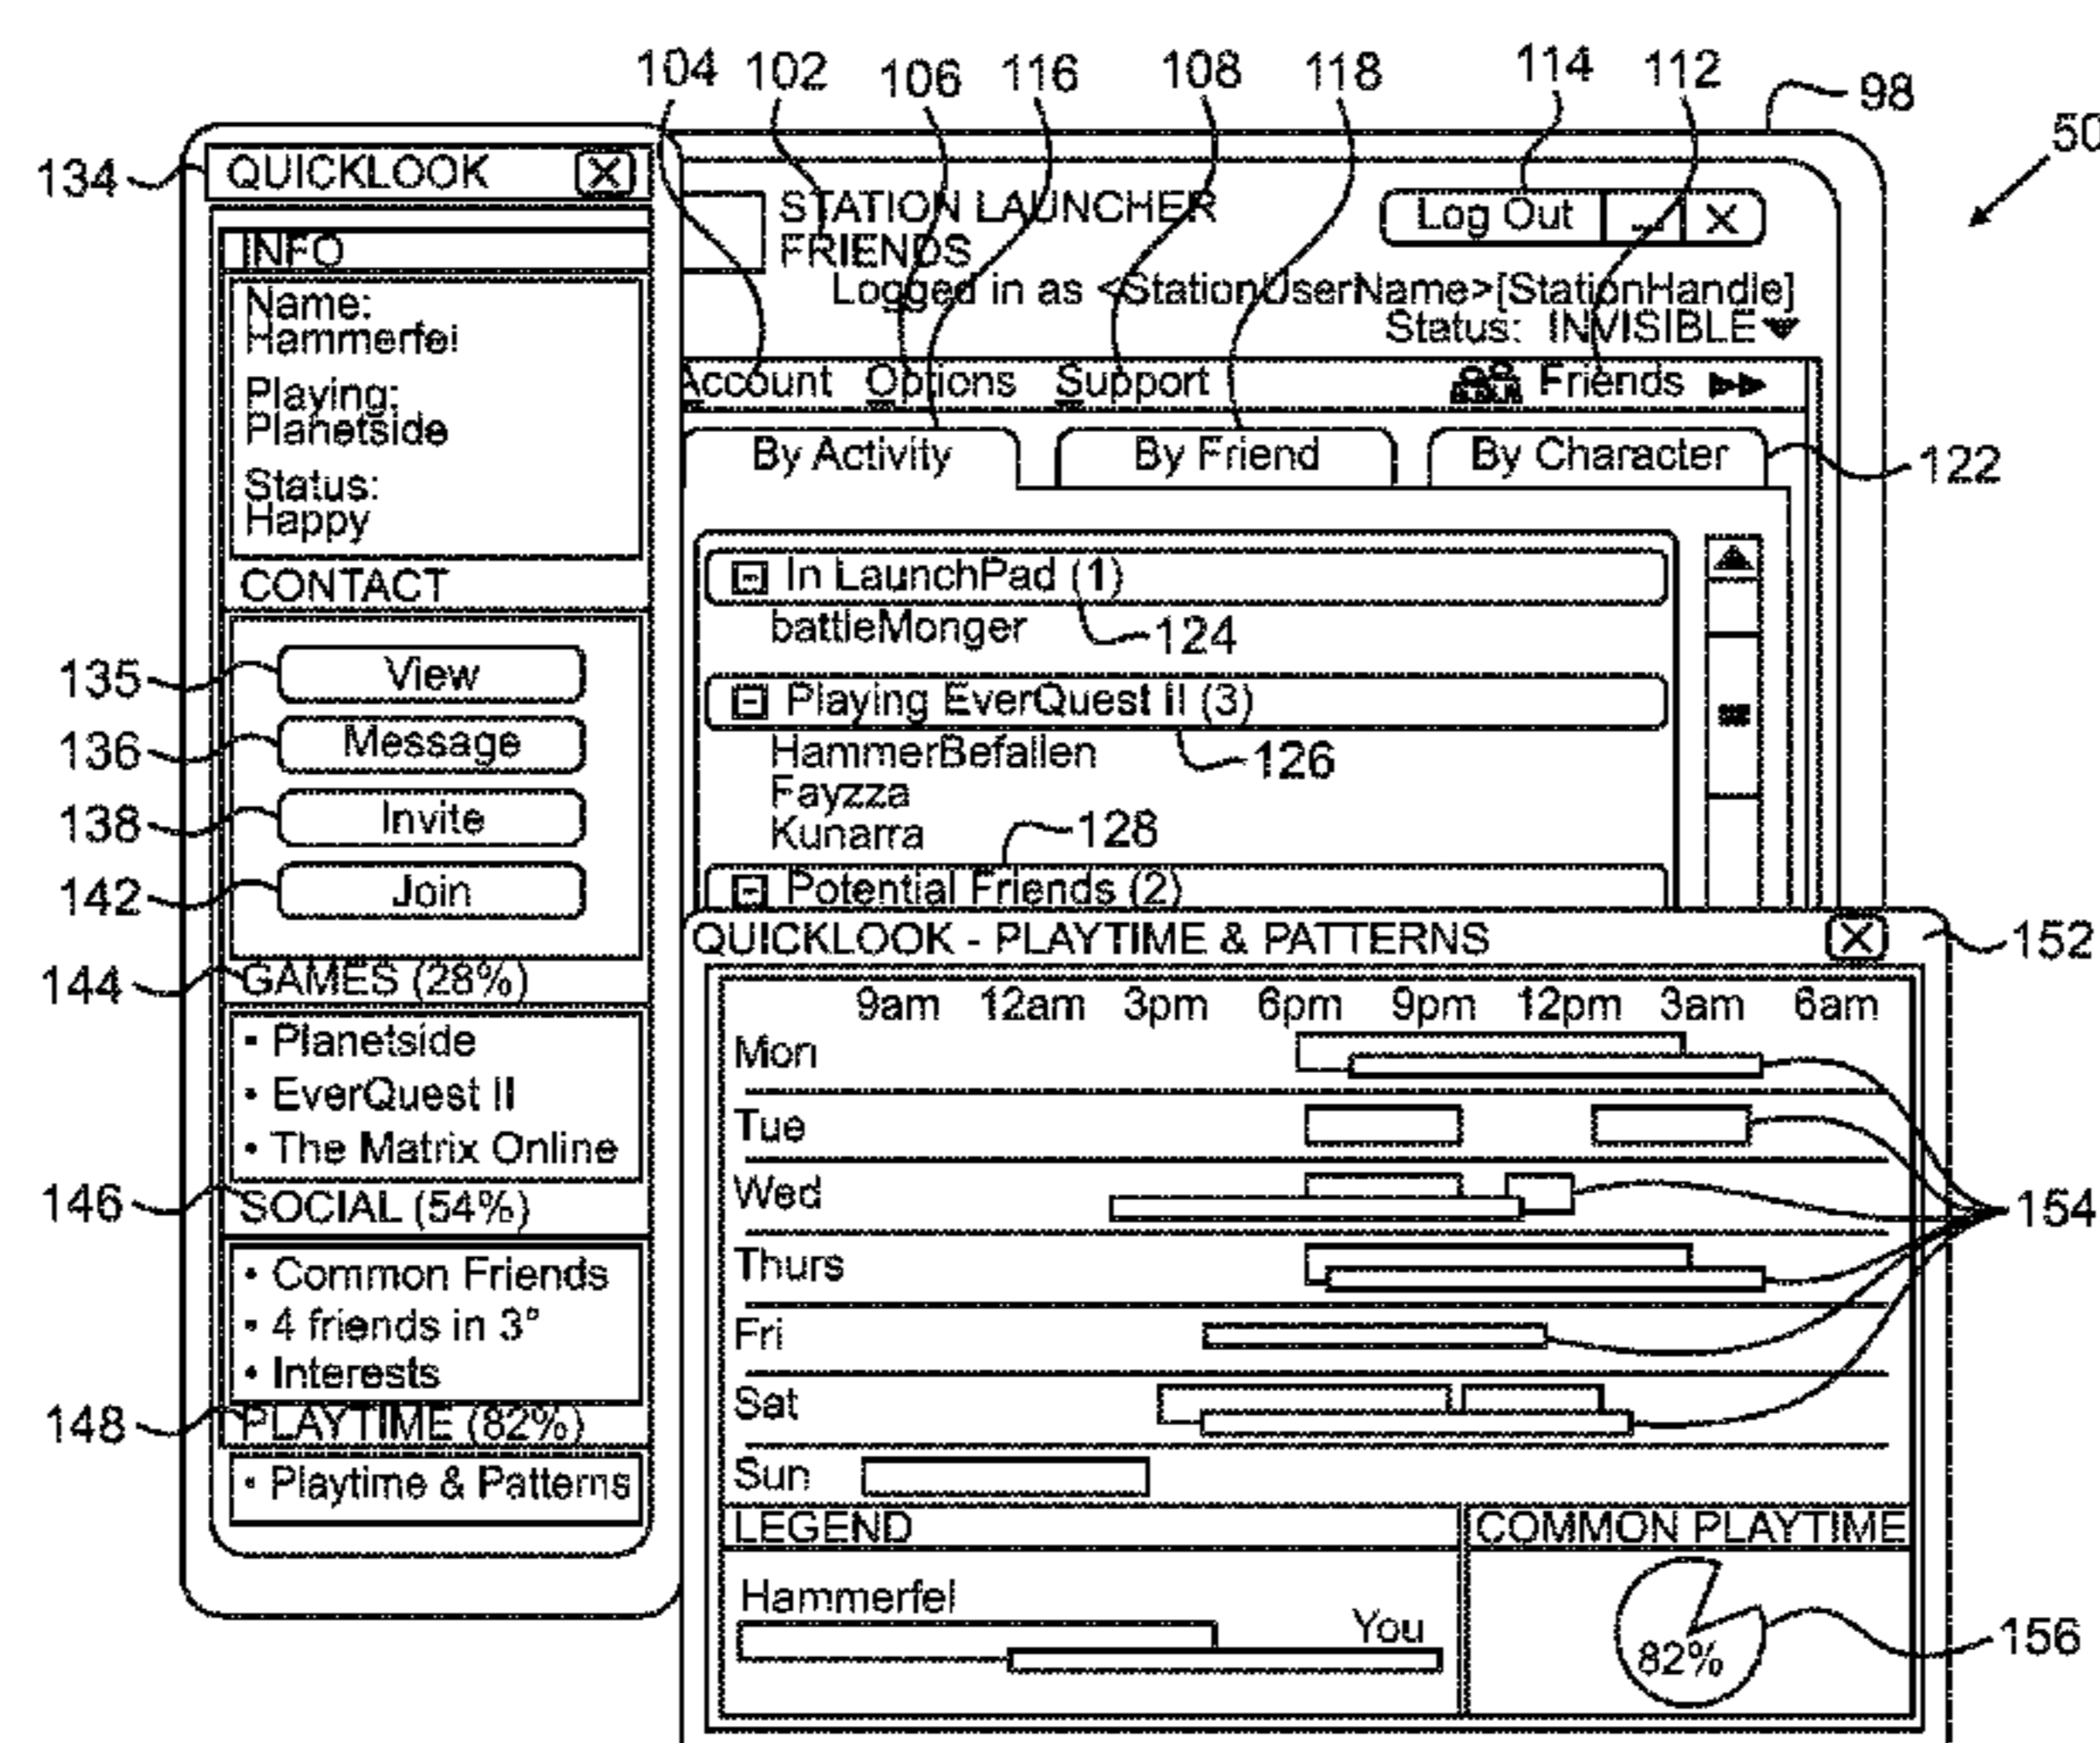 104 102 106 116 108 118 114 112 98
50
134 QUICKLOOK X
INFO
Name:
Hammerfel
Playing:
Planetside
Status:
Happy
CONTACT
135 View
136 Message
138 Invite
142 Join
144 GAMES (28%)
• Planetside
• EverQuest II
• The Matrix Online
146 SOCIAL (54%)
• Common Friends
• 4 friends in 3°
• Interests
148 PLAYTIME (82%)
• Playtime & Patterns
STATION LAUNCHER
FRIENDS
Log Out ... X
Logged in as <StationUserName>[StationHandle]
Status: INVISIBLE
Account Options Support Friends
By Activity By Friend By Character 122
In LaunchPad (1)
battleMonger 124
Playing EverQuest II (3)
HammerBefallen 126
Fayzza
Kunarra 128
Potential Friends (2)
QUICKLOOK - PLAYTIME & PATTERNS X 152
9am 12am 3pm 6pm 9pm 12pm 3am 6am
Mon
Tue
Wed 154
Thurs
Fri
Sat
Sun
LEGEND
Hammerfel
You
COMMON PLAYTIME
82% 156